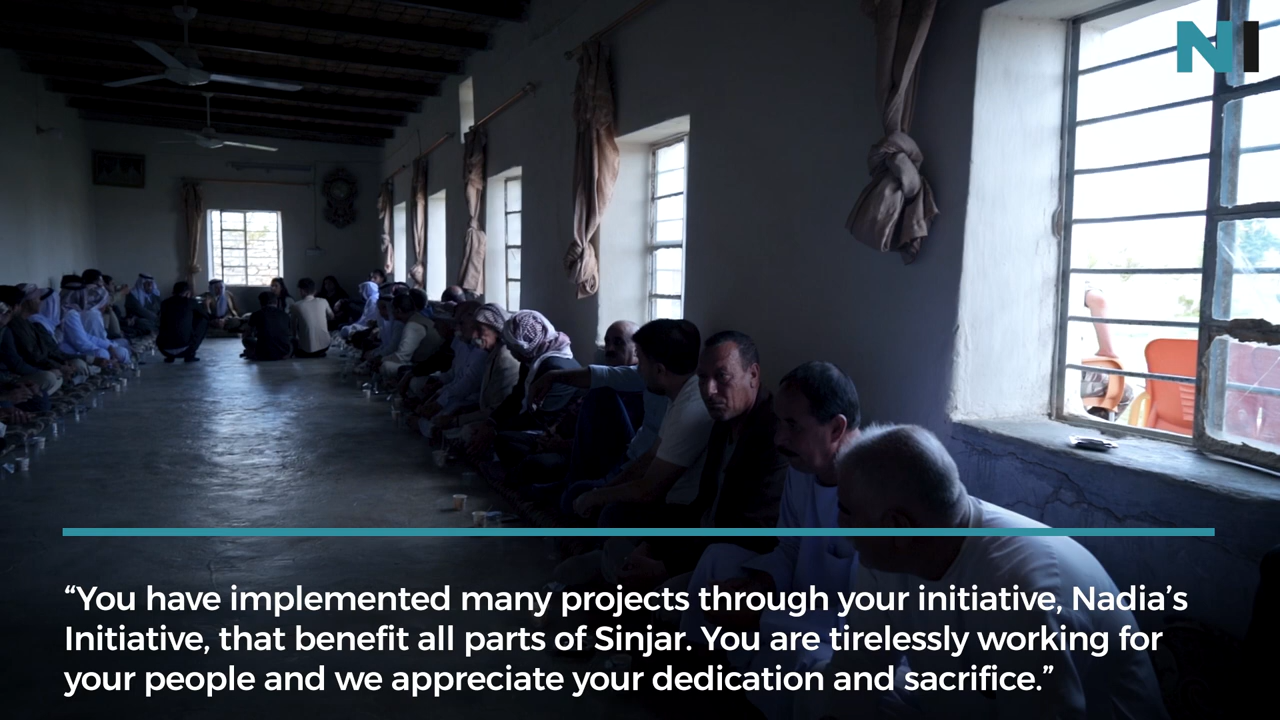 NI
“You have implemented many projects through your initiative, Nadia’s
Initiative, that benefit all parts of Sinjar. You are tirelessly working for
your people and we appreciate your dedication and sacrifice.”